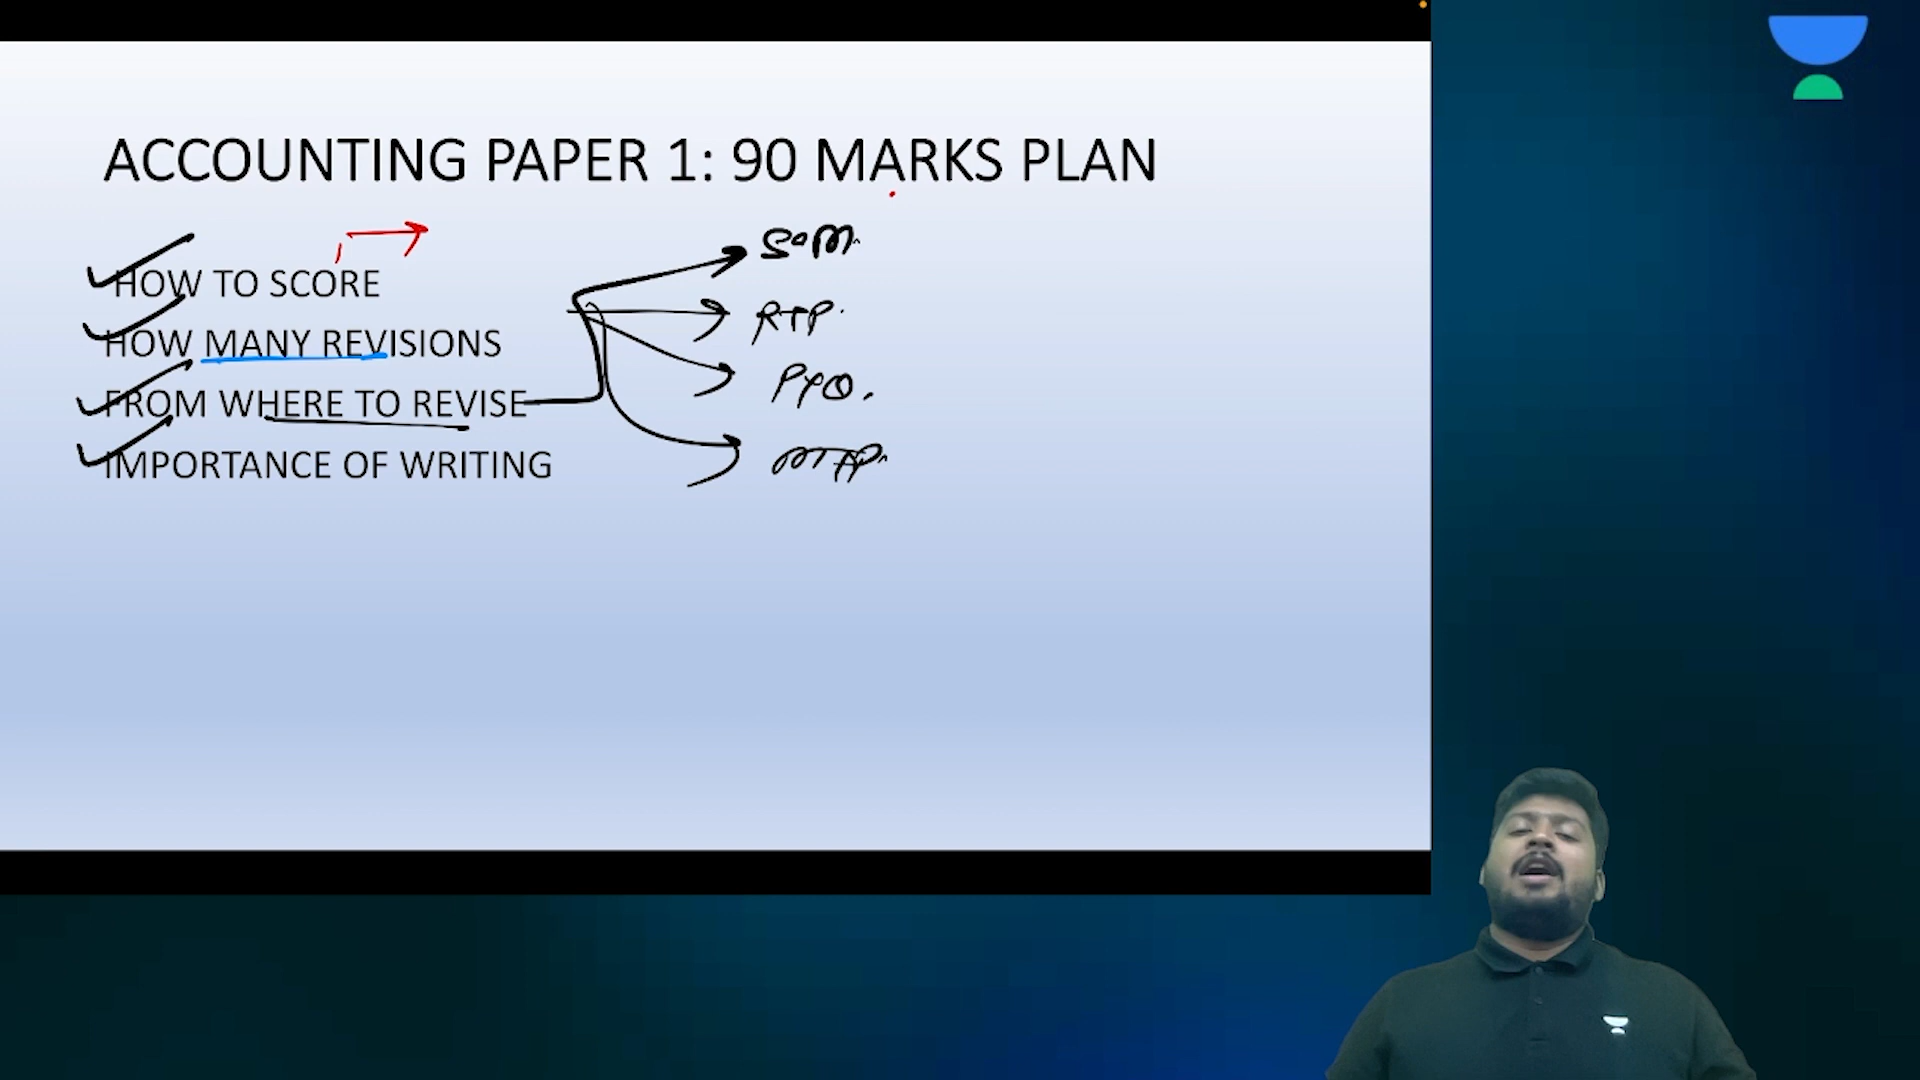 ACCOUNTING PAPER 1: 90 MARKS PLAN
HOW TO SCORE
HOW MANY REVISIONS
FROM WHERE TO REVISE
IMPORTANCE OF WRITING
SOM
RTP
PYQ.
MTP